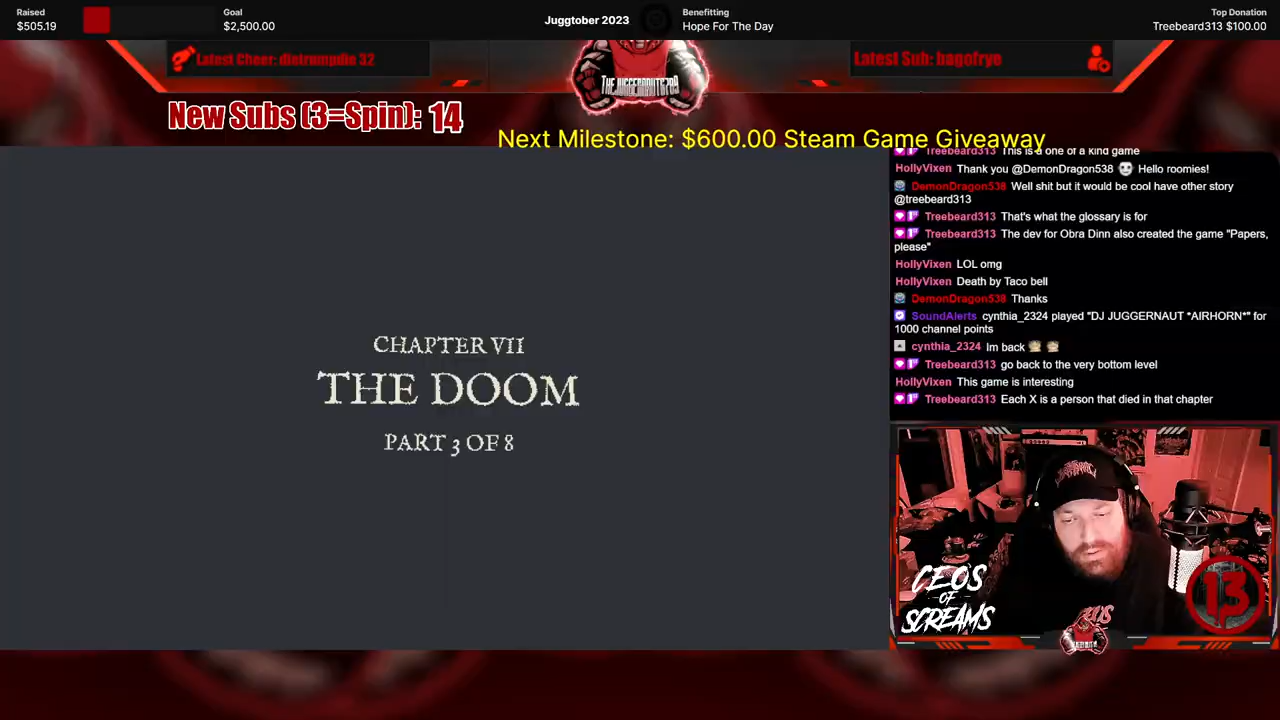 Raised
$505.19
Goal
$2,500.00
Juggtober 2023
Benefitting
Hope For The Day
Top Donation
Treebeard313 $100.00
Latest Cheer: dietrumpdie 32
THEJUGGERNAUT6789
Latest Sub: bagofrye
New Subs (3=Spin): 14
Next Milestone: $600.00 Steam Game Giveaway
Treebeard313 This is a one of a kind game
HollyVixen Thank you @DemonDragon538 Hello roomies!
DemonDragon538 Well shit but it would be cool have other story
@treebeard313
Treebeard313 That's what the glossary is for
Treebeard313 The dev for Obra Dinn also created the game "Papers,
please"
HollyVixen LOL omg
HollyVixen Death by Taco bell
DemonDragon538 Thanks
SoundAlerts cynthia_2324 played "DJ JUGGERNAUT *AIRHORN*" for
1000 channel points
cynthia_2324 Im back
Treebeard313 go back to the very bottom level
HollyVixen This game is interesting
Treebeard313 Each X is a person that died in that chapter
CHAPTER VII
THE DOOM
PART 3 OF 8
CEOS
OF
SCREAMS
13